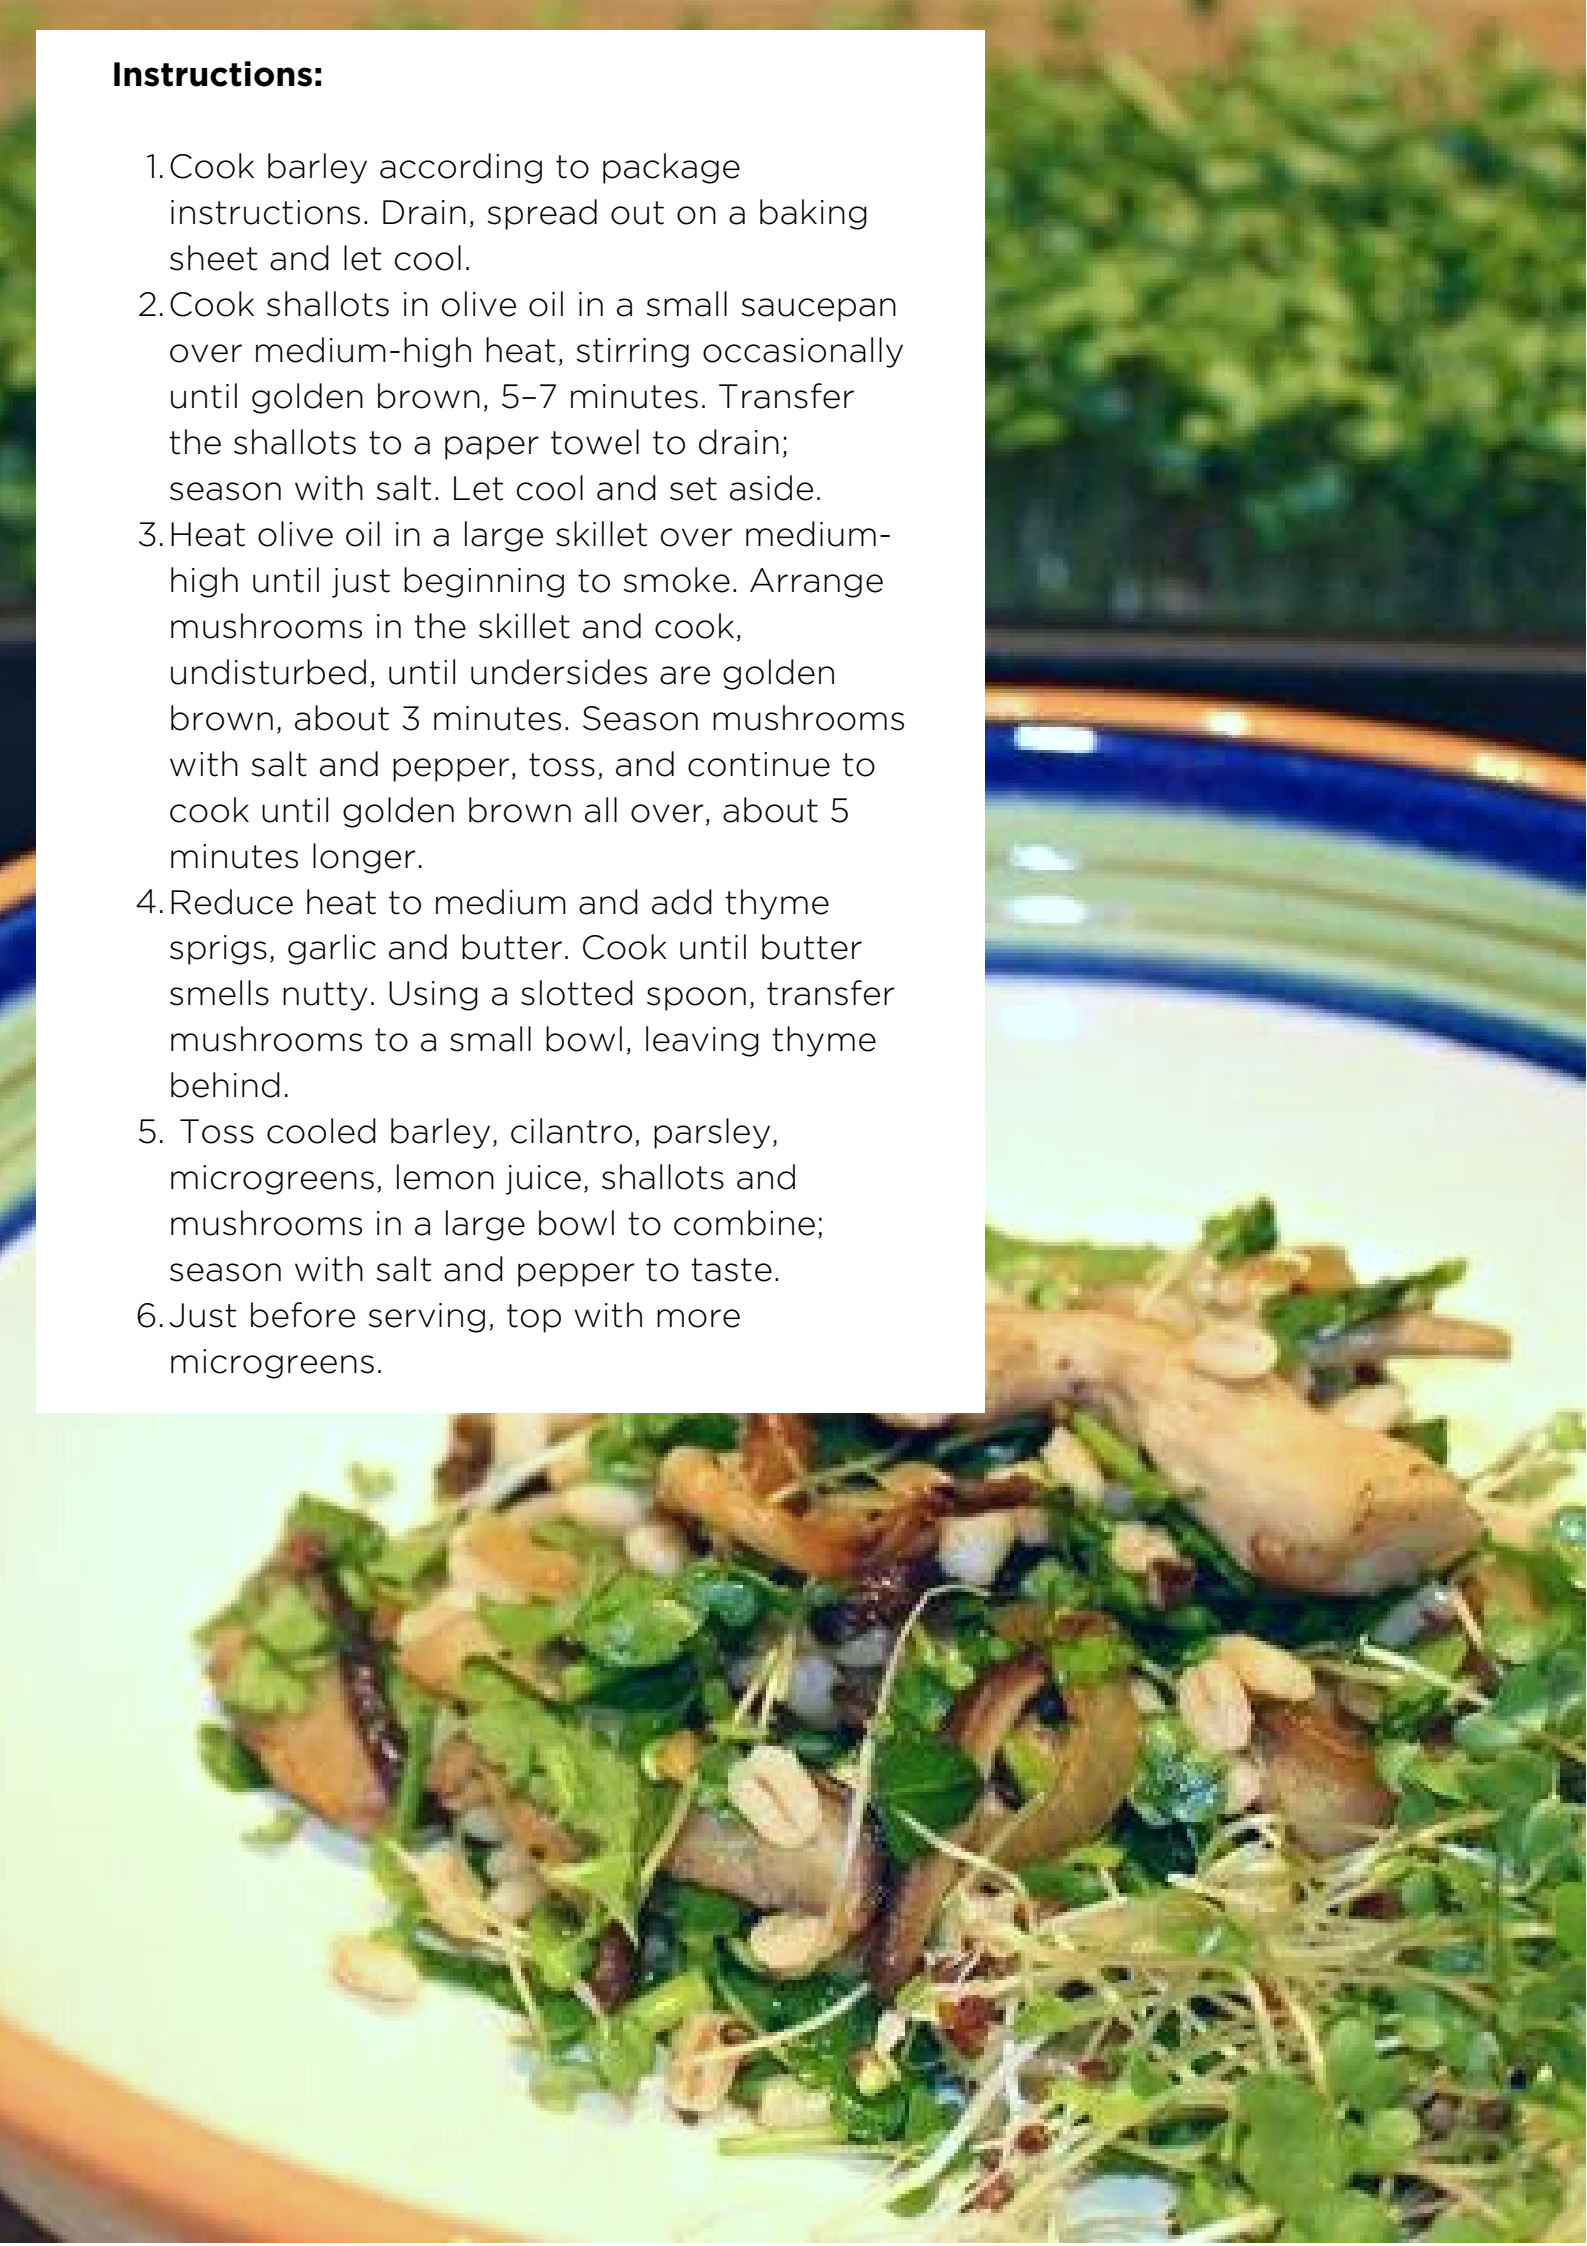 Instructions:
1. Cook barley according to package
instructions. Drain, spread out on a baking
sheet and let cool.
2. Cook shallots in olive oil in a small saucepan
over medium-high heat, stirring occasionally
until golden brown, 5–7 minutes. Transfer
the shallots to a paper towel to drain;
season with salt. Let cool and set aside.
3. Heat olive oil in a large skillet over medium-
high until just beginning to smoke. Arrange
mushrooms in the skillet and cook,
undisturbed, until undersides are golden
brown, about 3 minutes. Season mushrooms
with salt and pepper, toss, and continue to
cook until golden brown all over, about 5
minutes longer.
4. Reduce heat to medium and add thyme
sprigs, garlic and butter. Cook until butter
smells nutty. Using a slotted spoon, transfer
mushrooms to a small bowl, leaving thyme
behind.
5. Toss cooled barley, cilantro, parsley,
microgreens, lemon juice, shallots and
mushrooms in a large bowl to combine;
season with salt and pepper to taste.
6. Just before serving, top with more
microgreens.